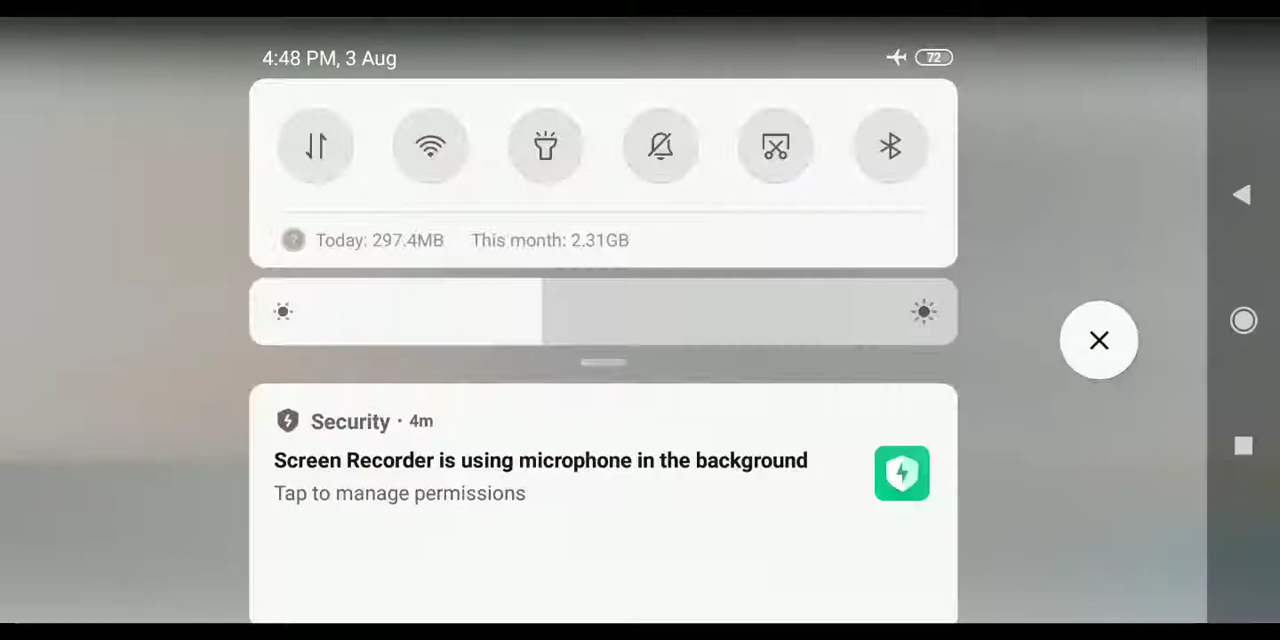 4:48 PM, 3 Aug
72
Today: 297.4MB This month: 2.31GB
Security · 4m
Screen Recorder is using microphone in the background
Tap to manage permissions